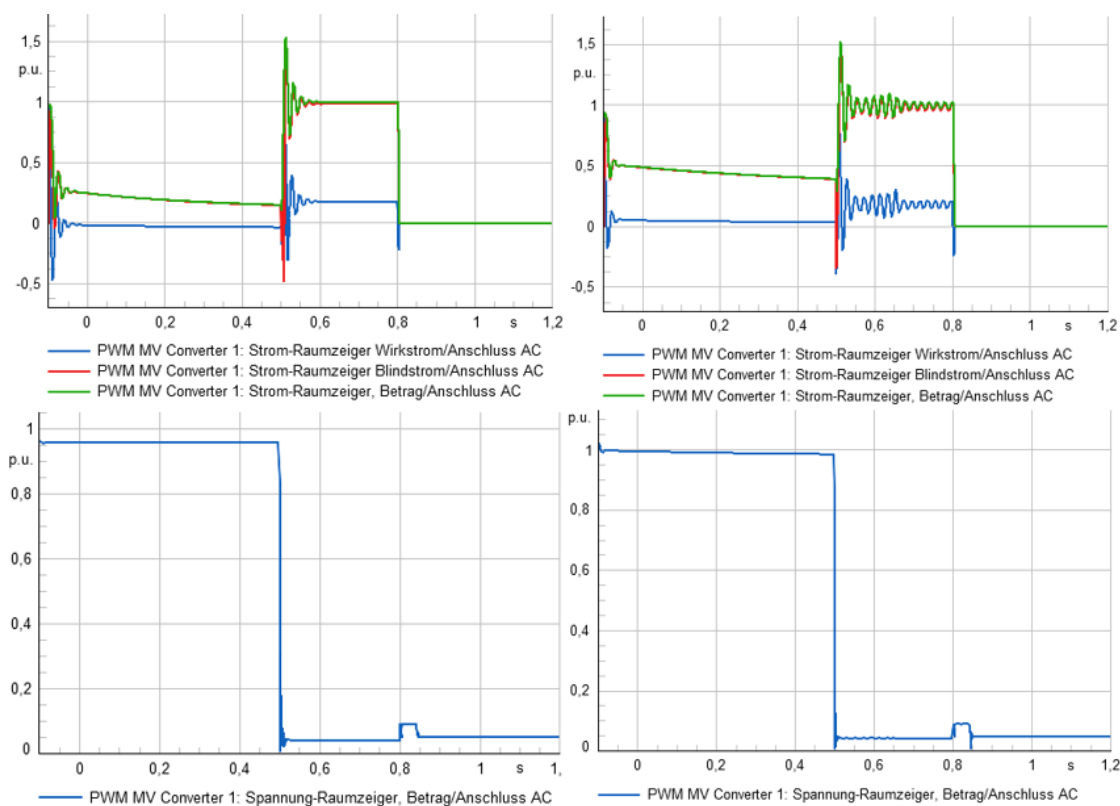 1,5
p.u.
1
0,5
0
-0,5
0 0,2 0,4 0,6 0,8 1 s 1,2
PWM MV Converter 1: Strom-Raumzeiger Wirkstrom/Anschluss AC
PWM MV Converter 1: Strom-Raumzeiger Blindstrom/Anschluss AC
PWM MV Converter 1: Strom-Raumzeiger, Betrag/Anschluss AC
p.u.
1,5
1
0,5
0
-0,5
0 0,2 0,4 0,6 0,8 1 s 1,2
PWM MV Converter 1: Strom-Raumzeiger Wirkstrom/Anschluss AC
PWM MV Converter 1: Strom-Raumzeiger Blindstrom/Anschluss AC
PWM MV Converter 1: Strom-Raumzeiger, Betrag/Anschluss AC
1
p.u.
0,8
0,6
0,4
0,2
0
0 0,2 0,4 0,6 0,8 1 s 1,
PWM MV Converter 1: Spannung-Raumzeiger, Betrag/Anschluss AC
p.u.
1
0,8
0,6
0,4
0,2
0
0 0,2 0,4 0,6 0,8 1 s 1,2
PWM MV Converter 1: Spannung-Raumzeiger, Betrag/Anschluss AC